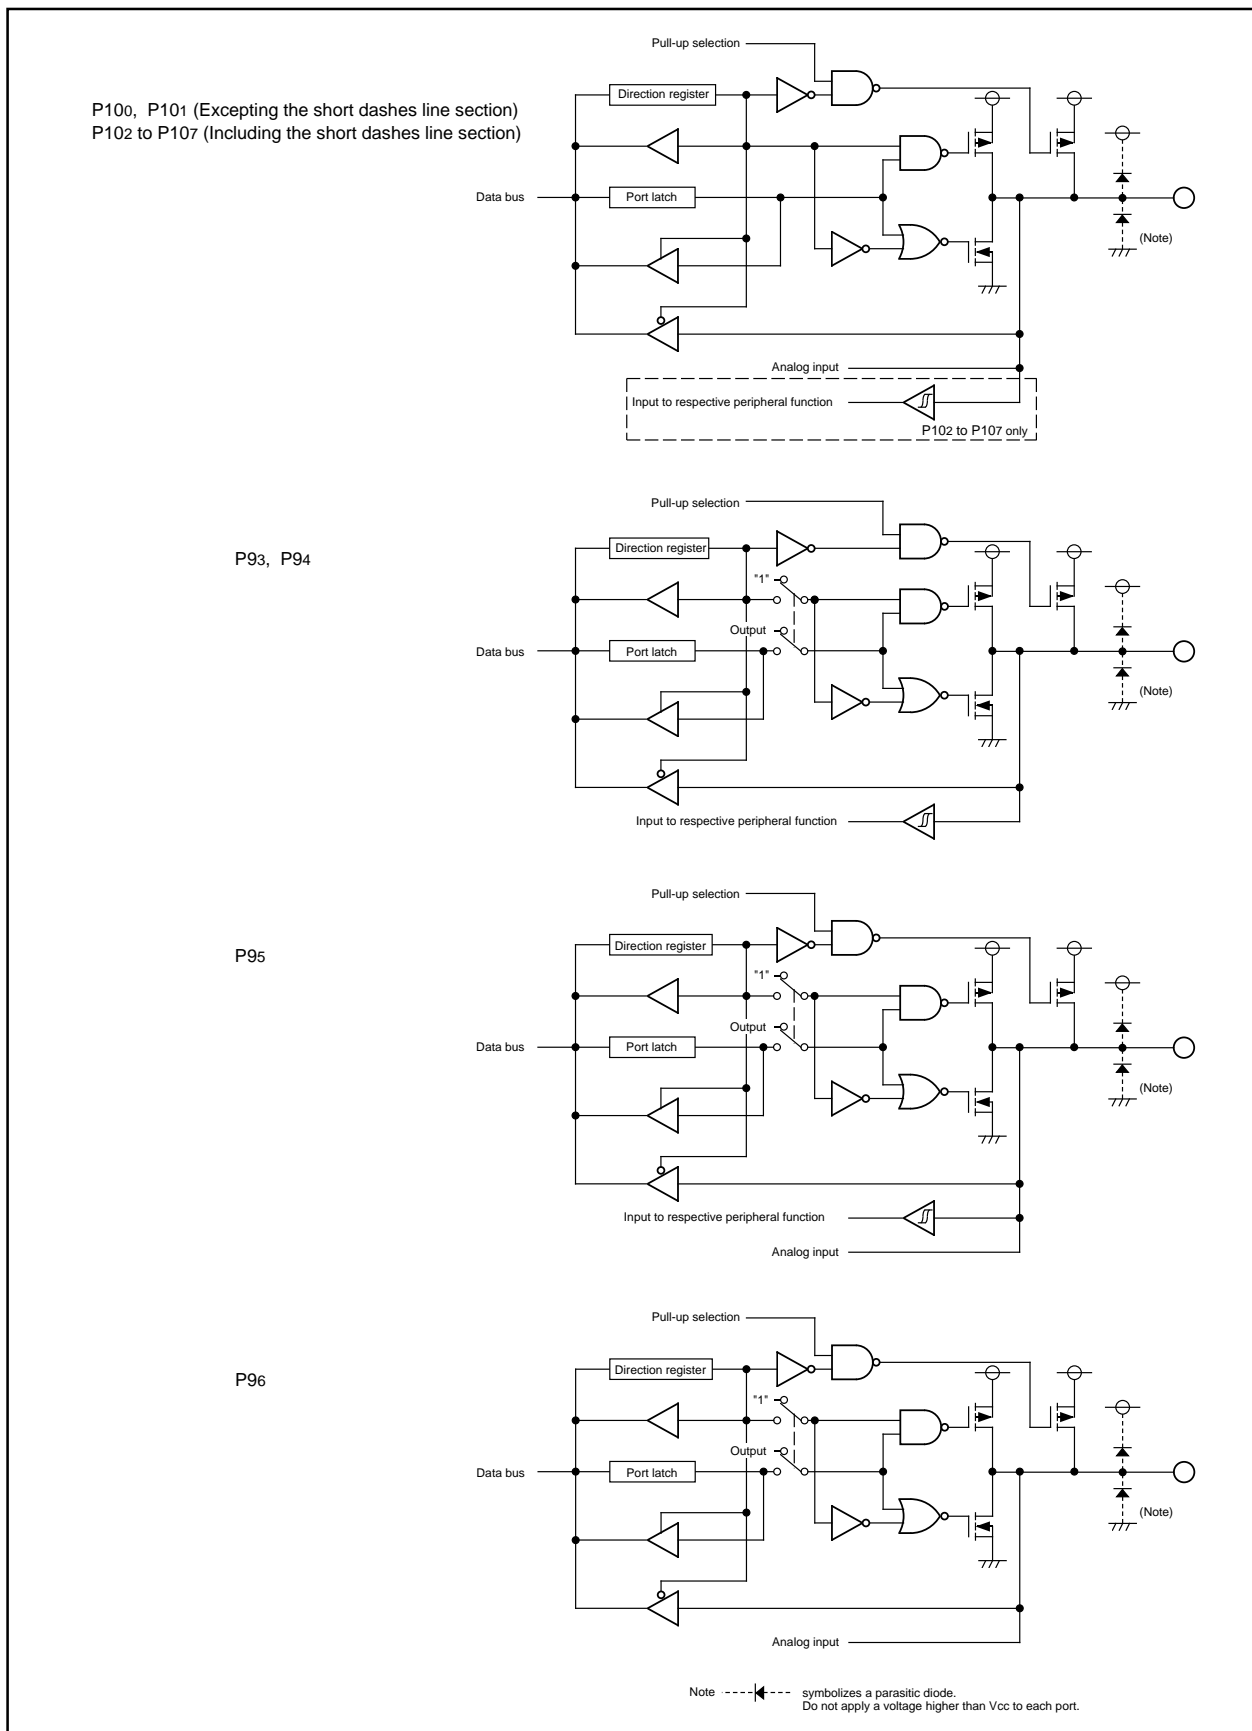 Pull-up selection
Direction register
P100, P101 (Excepting the short dashes line section)
P102 to P107 (Including the short dashes line section)
Data bus
Port latch
(Note)
Analog input
Input to respective peripheral function
P102 to P107 only
Pull-up selection
Direction register
P93, P94
"1"
Output
Data bus
Port latch
(Note)
Input to respective peripheral function
Pull-up selection
Direction register
P95
"1"
Output
Data bus
Port latch
(Note)
Input to respective peripheral function
Analog input
Pull-up selection
Direction register
P96
"1"
Output
Data bus
Port latch
(Note)
Analog input
Note symbolizes a parasitic diode.
Do not apply a voltage higher than Vcc to each port.